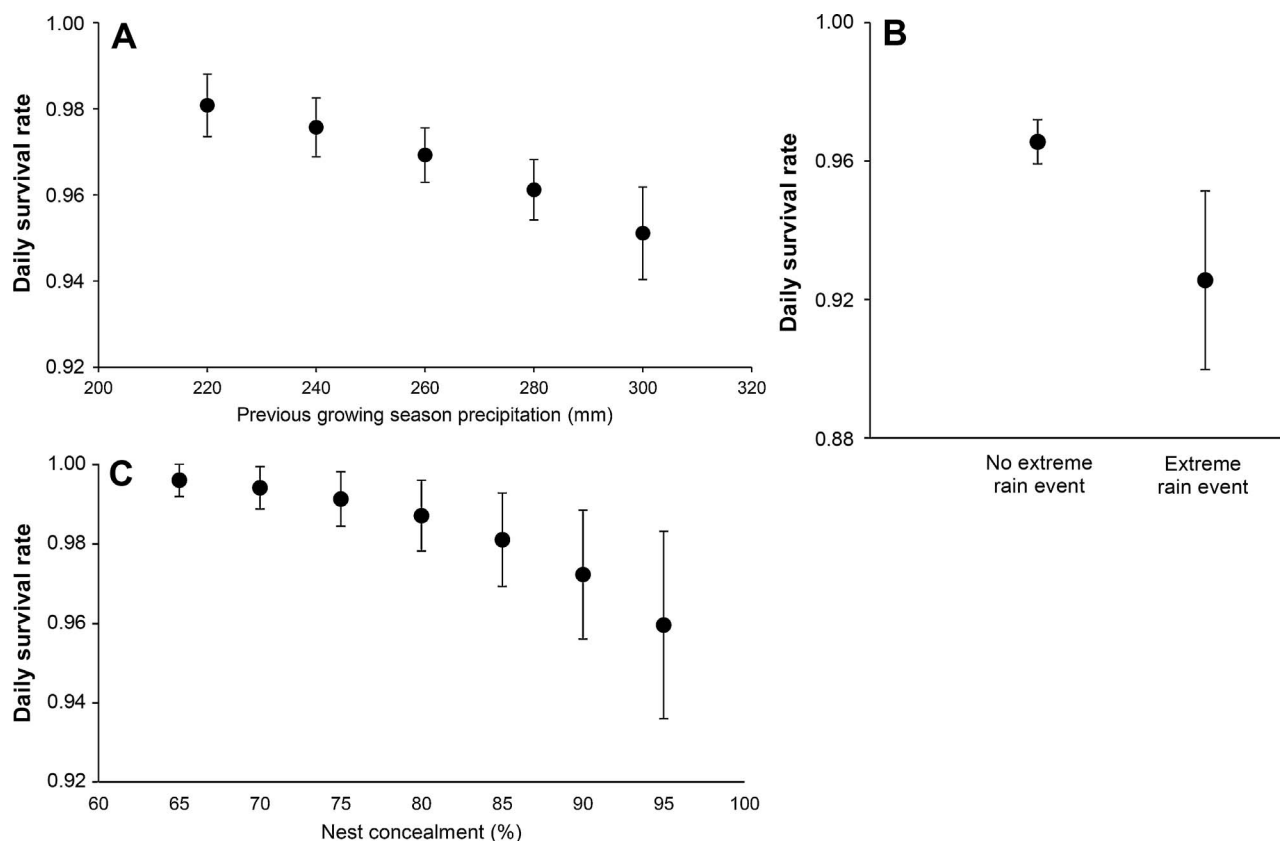 A
Daily survival rate
1.00
0.98
0.96
0.94
0.92
200 220 240 260 280 300 320
Previous growing season precipitation (mm)
B
Daily survival rate
1.00
0.96
0.92
0.88
No extreme
rain event
Extreme
rain event
C
Daily survival rate
1.00
0.98
0.96
0.94
0.92
60 65 70 75 80 85 90 95 100
Nest concealment (%)